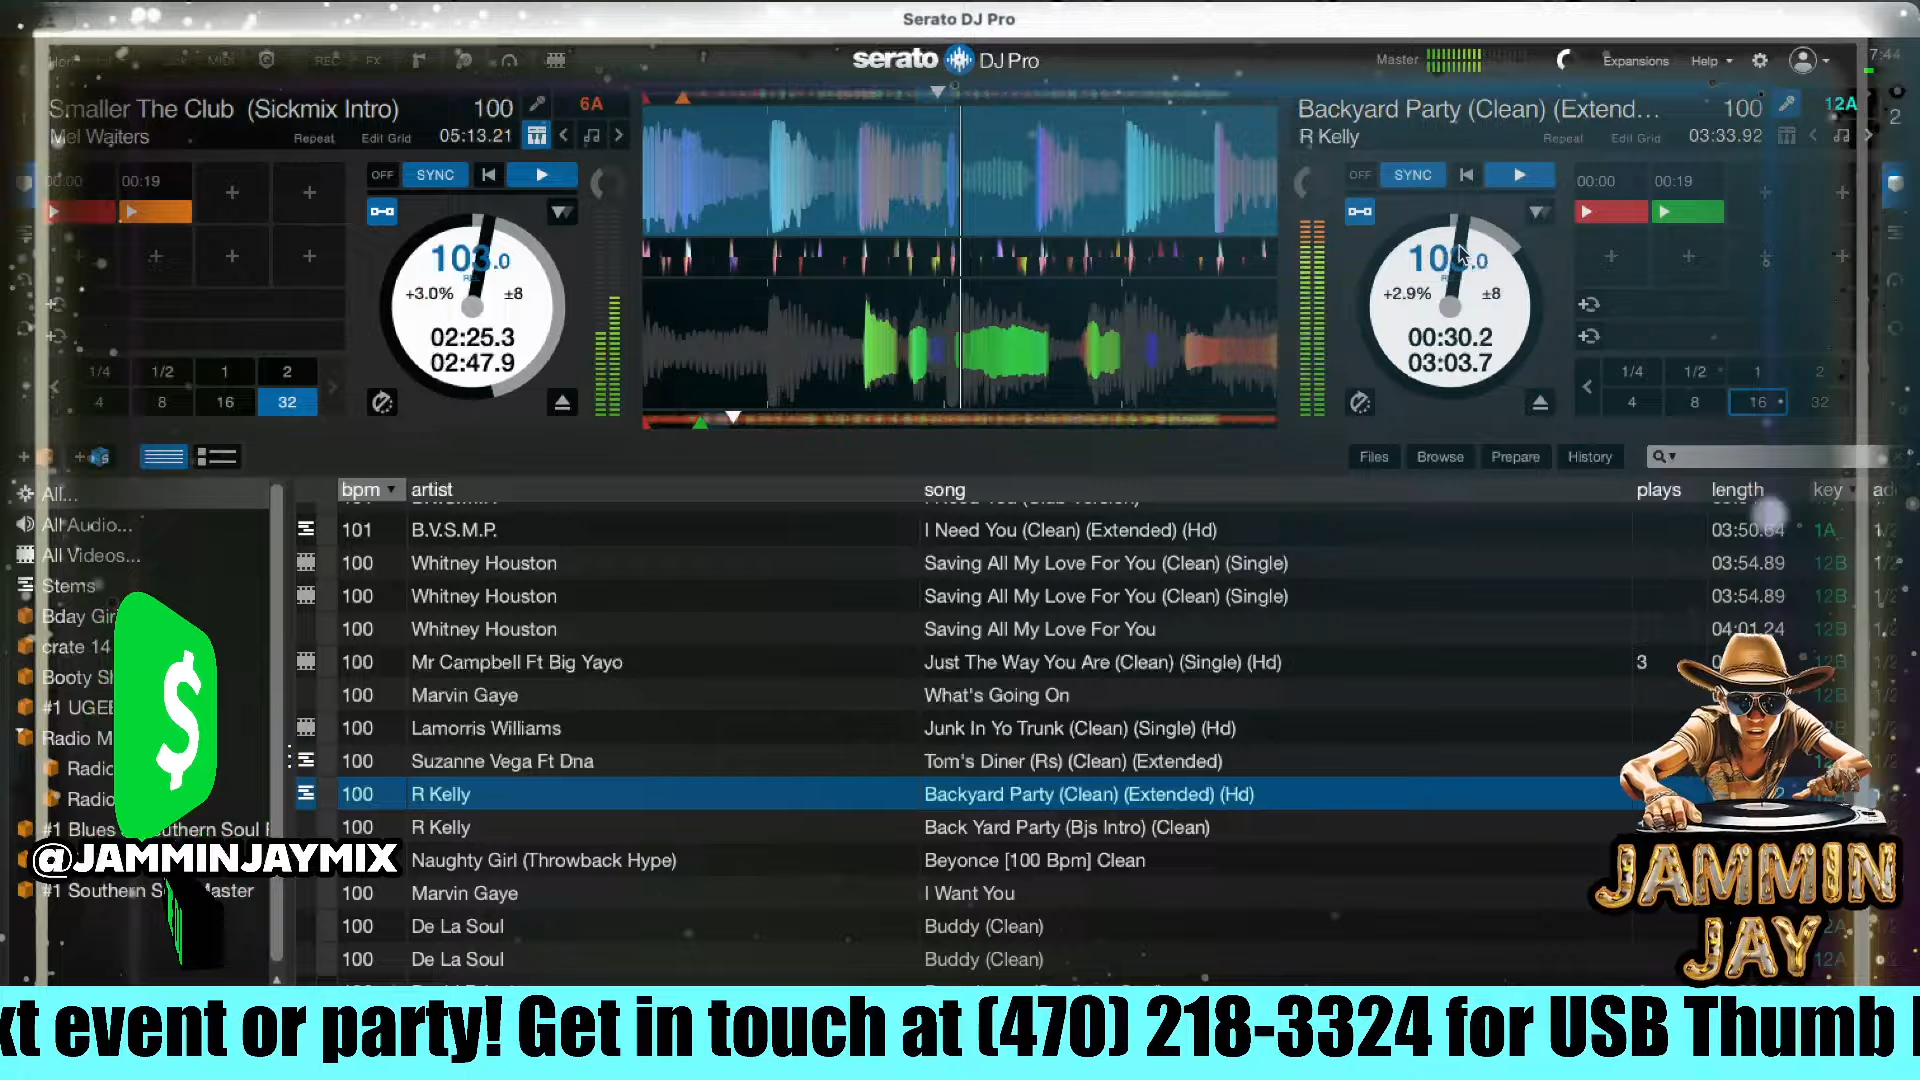 Serato DJ Pro
MIDI REC FX
serato DJ Pro
Master
Expansions Help
7:44
Smaller The Club (Sickmix Intro) 100 6A
Mel Waiters Repeat Edit Grid 05:13.21
00:00 00:19
OFF SYNC
103.0
+3.0% ±8
02:25.3
02:47.9
1/4 1/2 1 2
4 8 16 32
Backyard Party (Clean) (Extend... 100 12A
R Kelly Repeat Edit Grid 03:33.92
2
OFF SYNC
00:00 00:19
+2.9% ±8
00:30.2
03:03.7
1/4 1/2 1 2
4 8 16 32
Files Browse Prepare History
All...
All Audio...
All Videos...
Stems
crate 14
bpm artist song plays length key
101 B.V.S.M.P. I Need You (Clean) (Extended) (Hd) 03:50.64 1A
100 Whitney Houston Saving All My Love For You (Clean) (Single) 03:54.89 12B
100 Whitney Houston Saving All My Love For You (Clean) (Single) 03:54.89 12B
100 Whitney Houston Saving All My Love For You 04:01.24 12B
100 Mr Campbell Ft Big Yayo Just The Way You Are (Clean) (Single) (Hd) 3
100 Marvin Gaye What's Going On
100 Lamorris Williams Junk In Yo Trunk (Clean) (Single) (Hd)
100 Suzanne Vega Ft Dna Tom's Diner (Rs) (Clean) (Extended)
100 R Kelly Backyard Party (Clean) (Extended) (Hd)
100 R Kelly Back Yard Party (Bjs Intro) (Clean)
Naughty Girl (Throwback Hype) Beyonce [100 Bpm] Clean
100 Marvin Gaye I Want You
100 De La Soul Buddy (Clean)
100 De La Soul Buddy (Clean)
$
@JAMMINJAYMIX
JAMMIN
JAY
event or party! Get in touch at (470) 218-3324 for USB Thumb